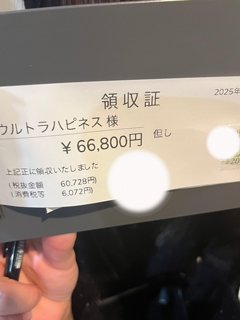 領収証
2025年
ウルトラハピネス 様
¥ 66,800円 但し
上記正に領収いたしました
(税抜金額 60,728円)
(消費税等 6,072円)